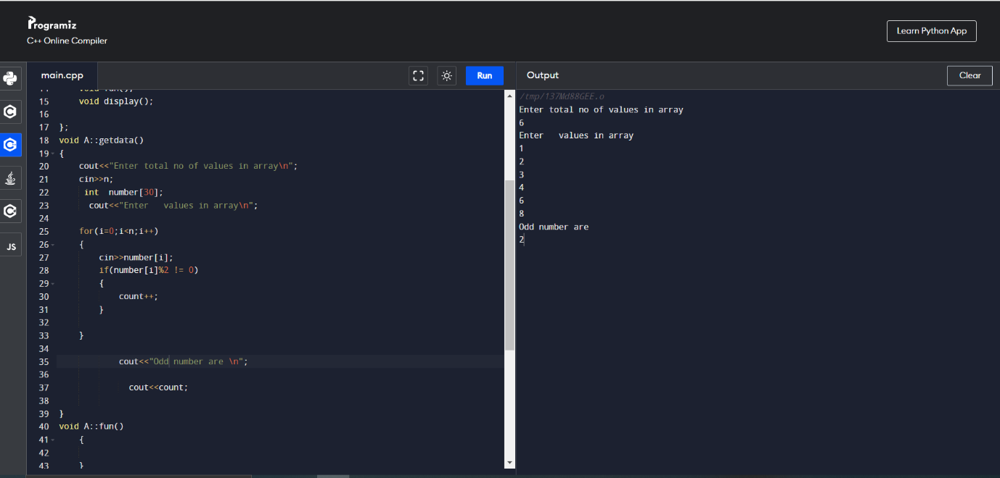 Programiz
C++ Online Compiler
Learn Python App
main.cpp
Run
Output
Clear
15 void display();
16
17 };
18 void A::getdata()
19 {
20 cout<<"Enter total no of values in array\n";
21 cin>>n;
22 int  number[30];
23 cout<<"Enter   values in array\n";
24
25 for(i=0;i<n;i++)
26 {
27 cin>>number[i];
28 if(number[i]%2 != 0)
29 {
30 count++;
31 }
32
33 }
34
35 cout<<"Odd number are \n";
36
37 cout<<count;
38
39 }
40 void A::fun()
41 {
42
43 }
JS
/tmp/137Md88GEE.o
Enter total no of values in array
6
Enter   values in array
1
2
3
4
6
8
Odd number are
2